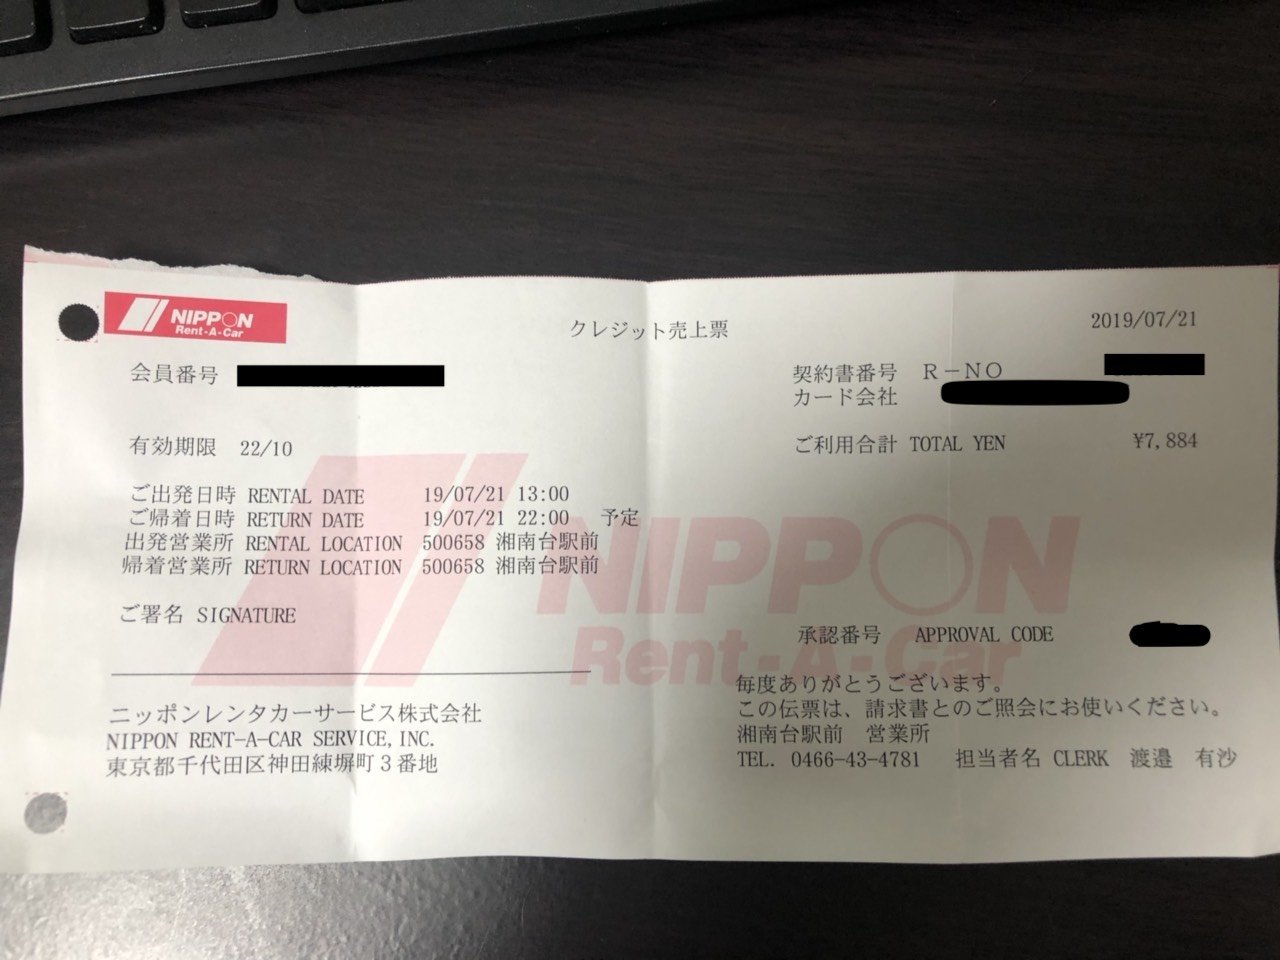 NIPPON
Rent-A-Car
クレジット売上票
2019/07/21
会員番号
契約書番号 R-NO
カード会社
有効期限 22/10
ご利用合計 TOTAL YEN ¥7,884
ご出発日時 RENTAL DATE 19/07/21 13:00
ご帰着日時 RETURN DATE 19/07/21 22:00 予定
出発営業所 RENTAL LOCATION 500658 湘南台駅前
帰着営業所 RETURN LOCATION 500658 湘南台駅前
NIPPON
Rent-A-Car
ご署名 SIGNATURE
承認番号 APPROVAL CODE
ニッポンレンタカーサービス株式会社
NIPPON RENT-A-CAR SERVICE,INC.
東京都千代田区神田練塀町3番地
毎度ありがとうございます。
この伝票は、請求書とのご照会にお使いください。
湘南台駅前 営業所
TEL. 0466-43-4781 担当者名 CLERK 渡邉 有沙